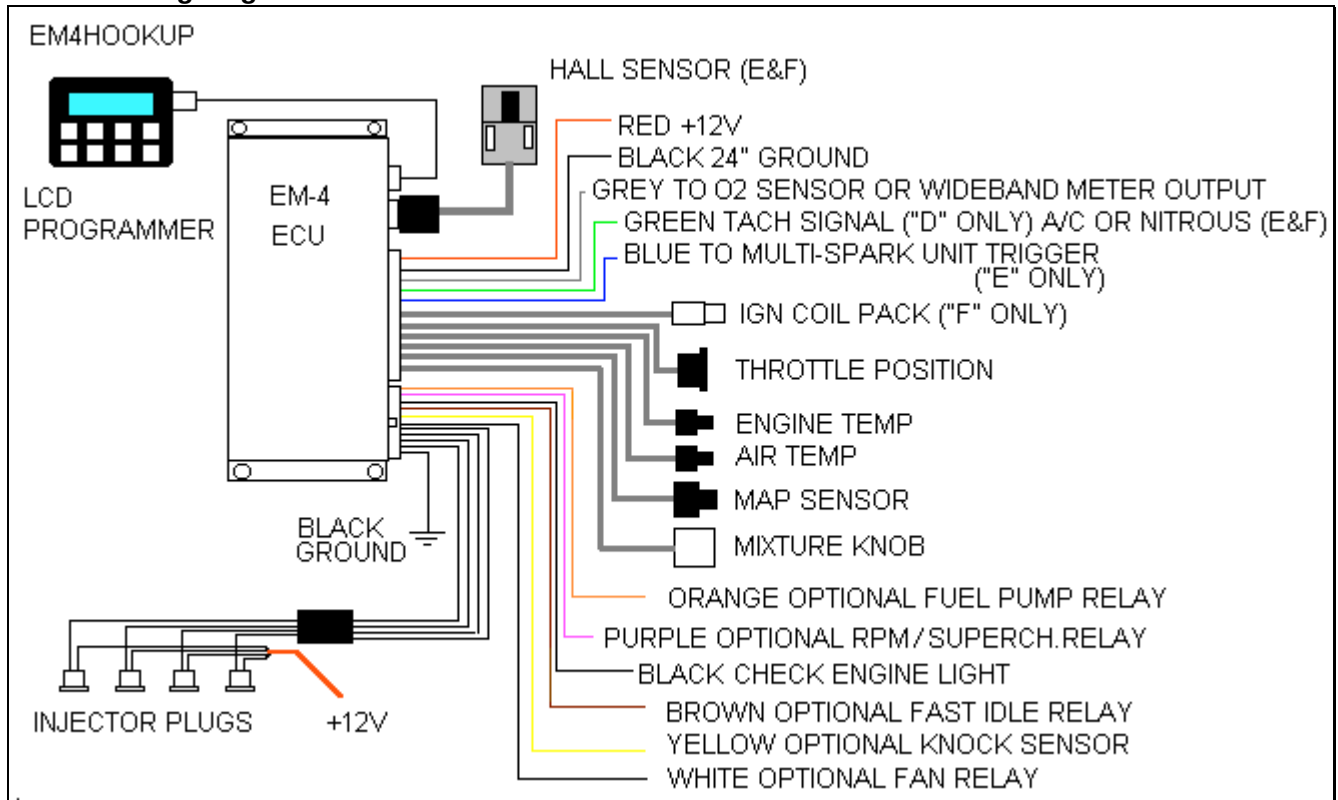 EM4HOOKUP
HALL SENSOR (E&F)
RED +12V
BLACK 24" GROUND
GREY TO O2 SENSOR OR WIDEBAND METER OUTPUT
GREEN TACH SIGNAL ("D" ONLY) A/C OR NITROUS (E&F)
BLUE TO MULTI-SPARK UNIT TRIGGER
("E" ONLY)
LCD
PROGRAMMER
EM-4
ECU
IGN COIL PACK ("F" ONLY)
THROTTLE POSITION
ENGINE TEMP
AIR TEMP
MAP SENSOR
MIXTURE KNOB
BLACK
GROUND
ORANGE OPTIONAL FUEL PUMP RELAY
PURPLE OPTIONAL RPM/SUPERCH.RELAY
BLACK CHECK ENGINE LIGHT
BROWN OPTIONAL FAST IDLE RELAY
YELLOW OPTIONAL KNOCK SENSOR
WHITE OPTIONAL FAN RELAY
INJECTOR PLUGS
+12V